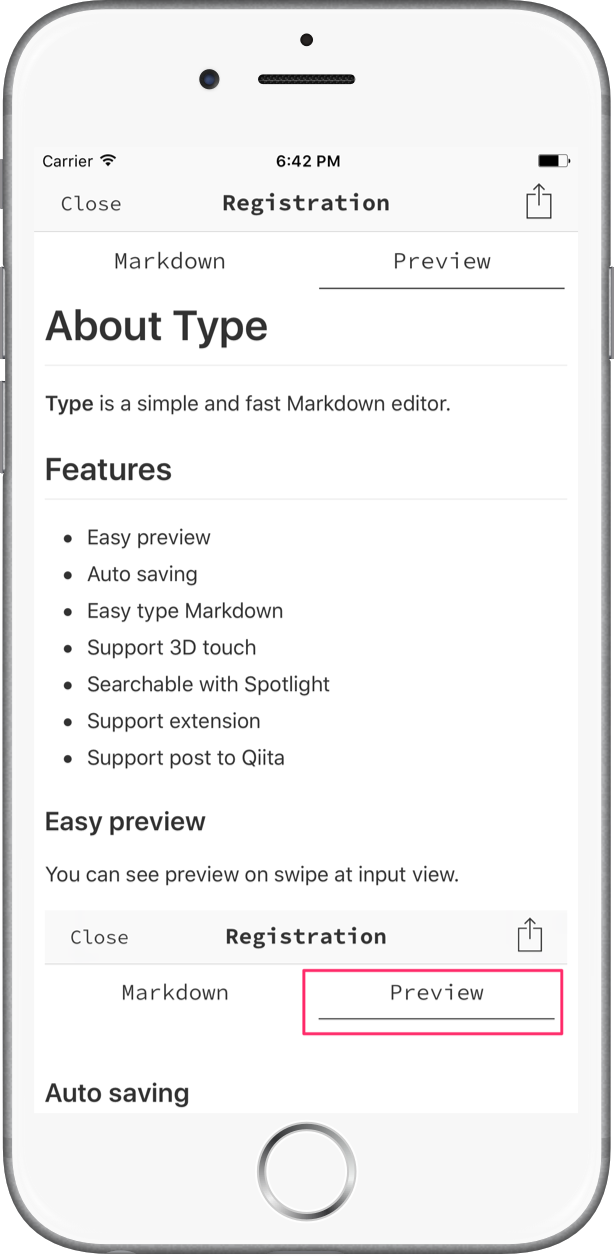 Carrier 6:42 PM
Close Registration
Markdown Preview
About Type
Type is a simple and fast Markdown editor.
Features
• Easy preview
• Auto saving
• Easy type Markdown
• Support 3D touch
• Searchable with Spotlight
• Support extension
• Support post to Qiita
Easy preview
You can see preview on swipe at input view.
Close Registration
Markdown Preview
Auto saving